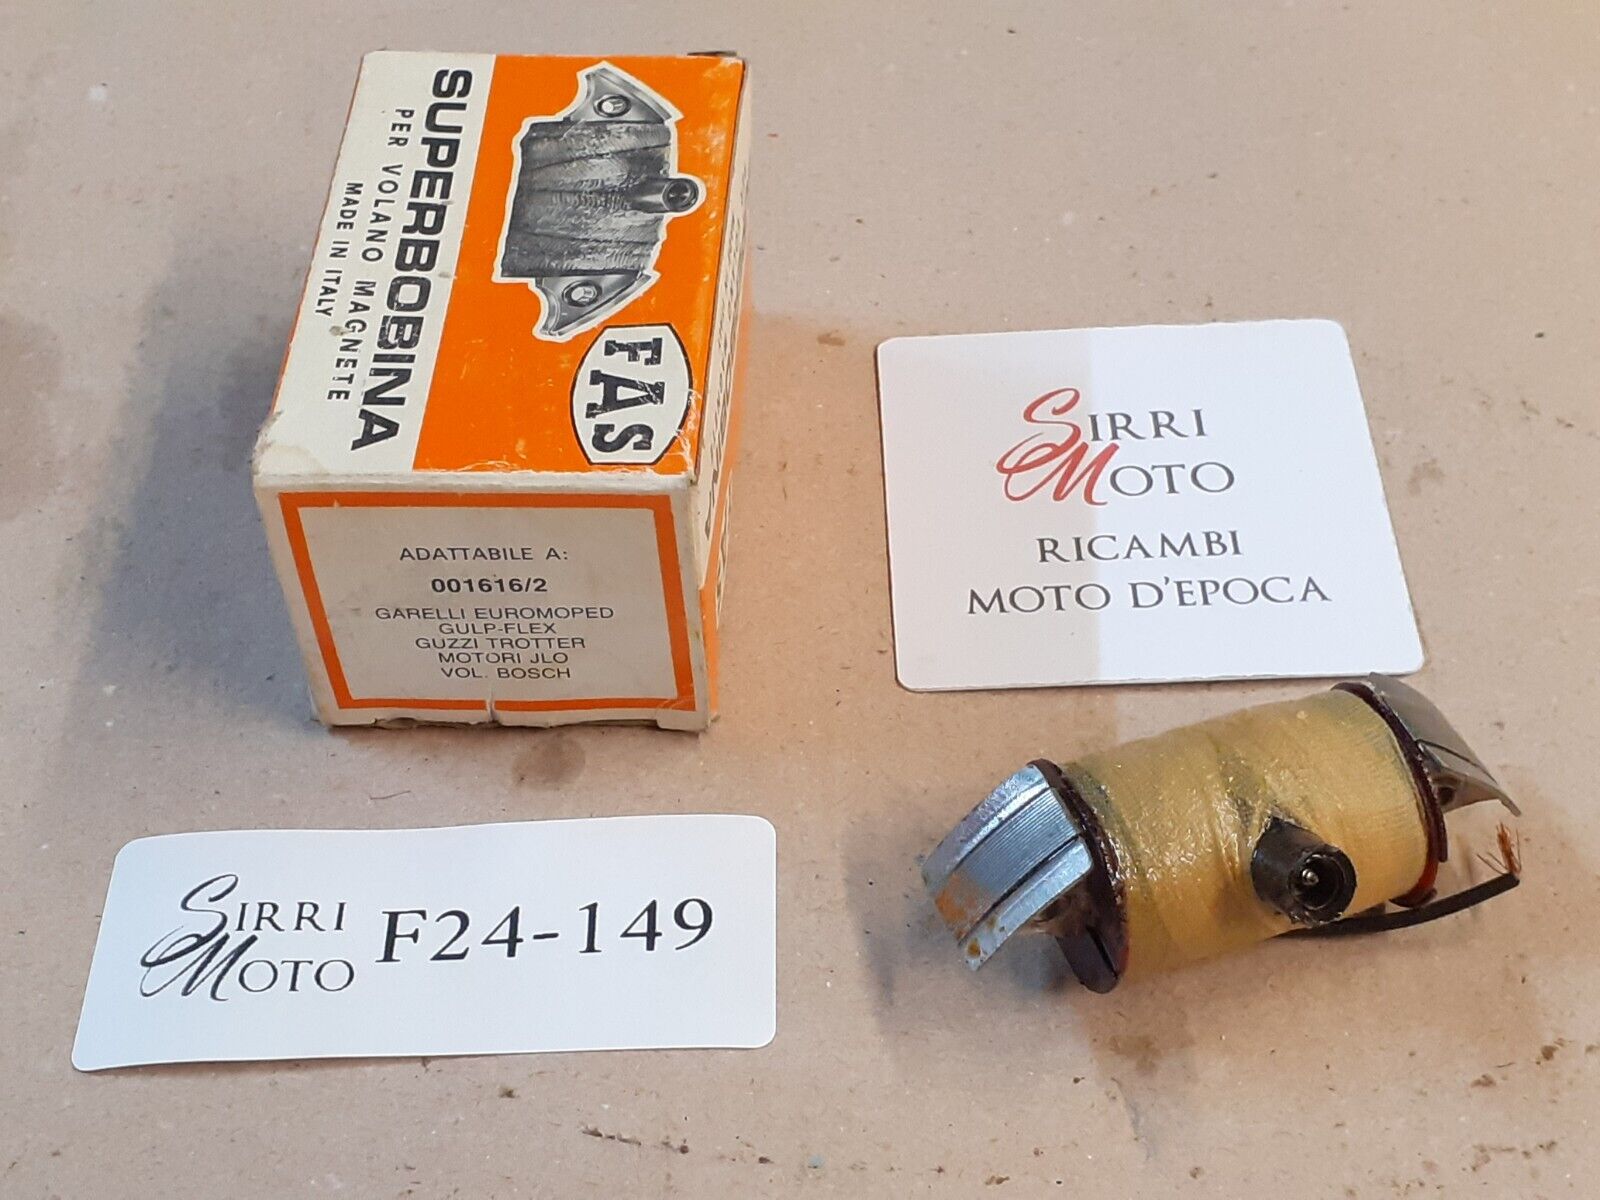 SUPERBOBINA
PER VOLANO MAGNETE
MADE IN ITALY
FAS
ADATTABILE A:
001616/2
GARELLI EUROMOPED
GULP-FLEX
GUZZI TROTTER
MOTORI JLO
VOL. BOSCH
SIRRI
MOTO
RICAMBI
MOTO D'EPOCA
SIRRI
MOTO
F24-149